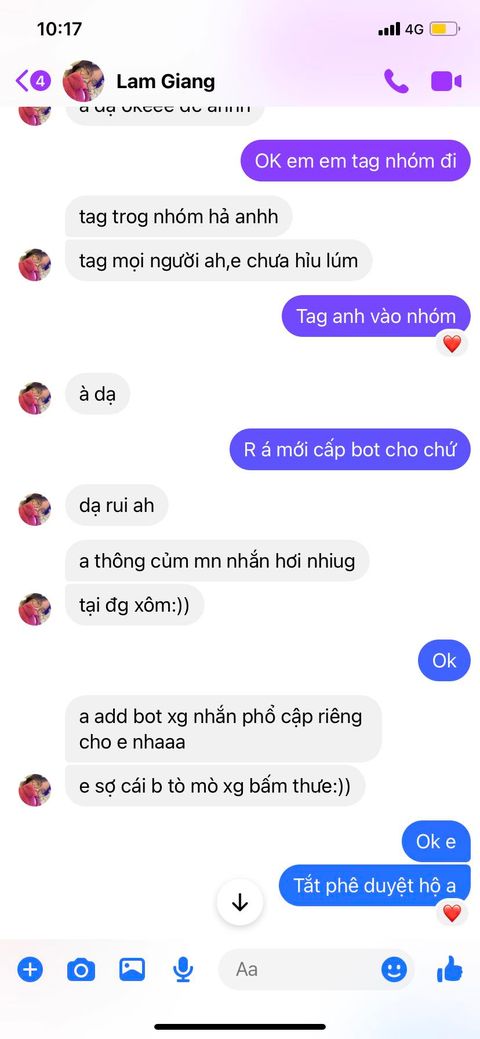 10:17
4G
4
Lam Giang
a dạ okeee đc anhh
OK em em tag nhóm đi
tag trog nhóm hả anhh
tag mọi người ah,e chưa hỉu lúm
Tag anh vào nhóm
à dạ
R á mới cấp bot cho chứ
dạ rui ah
a thông củm mn nhắn hơi nhiug
tại đg xôm:))
Ok
a add bot xg nhắn phổ cập riêng
cho e nhaaa
e sợ cái b tò mò xg bấm thưe:))
Ok e
Tắt phê duyệt hộ a
Aa